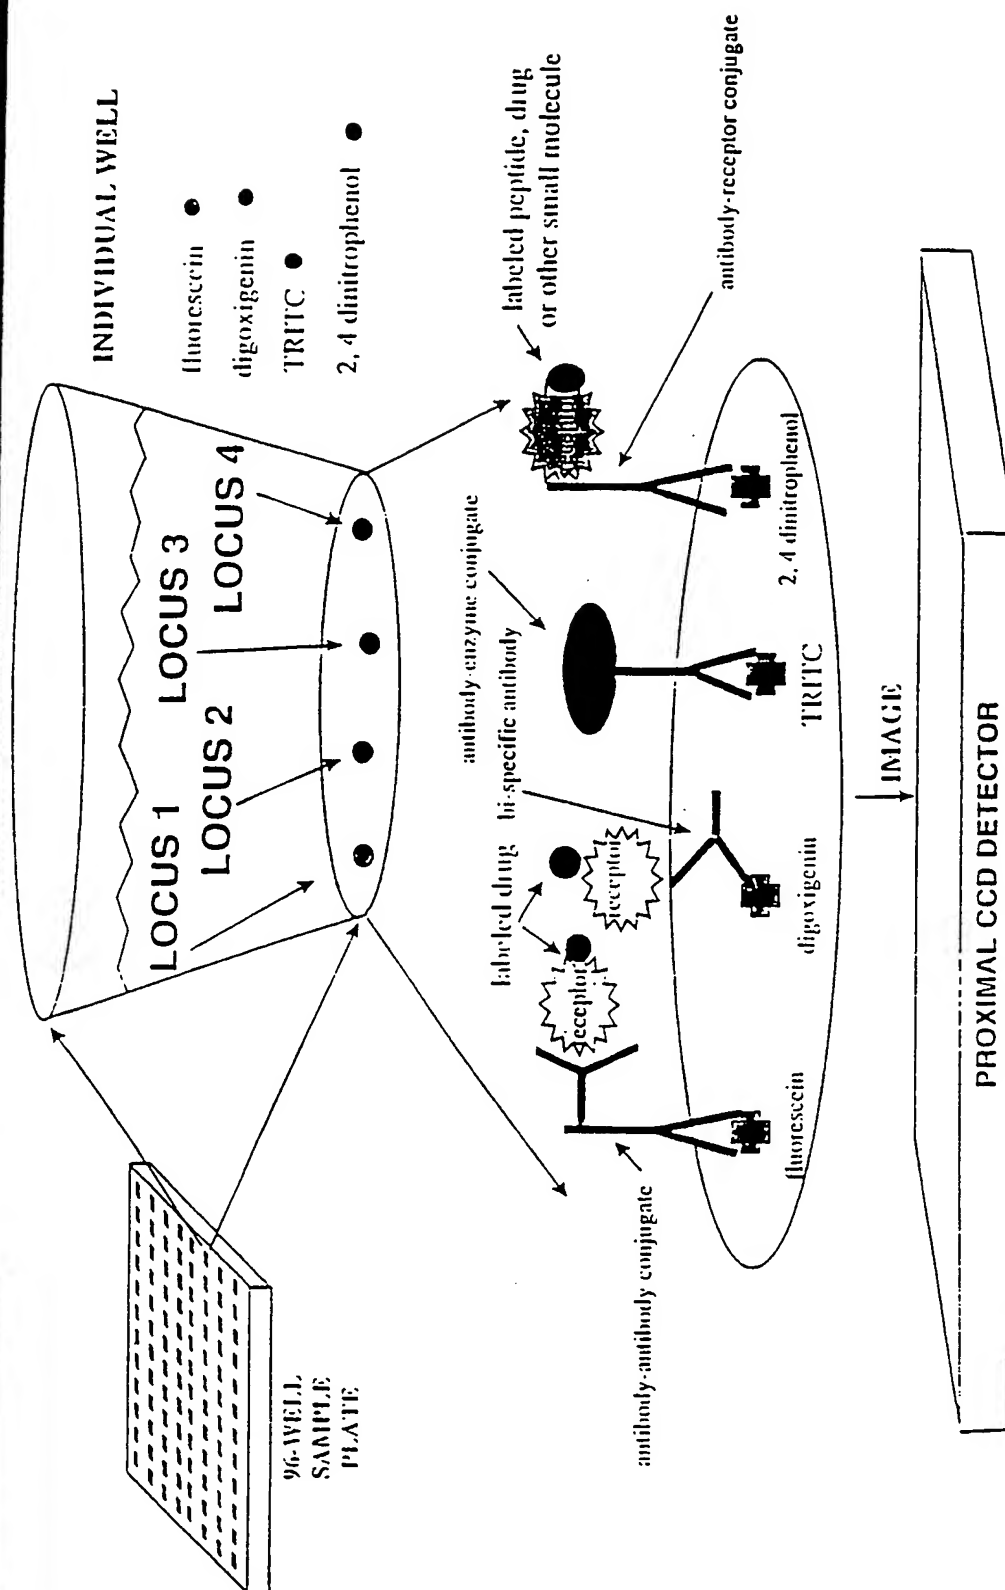 INDIVIDUAL WELL
fluorescein
digoxigenin
TRITC
2, 4 dinitrophenol
LOCUS 1
LOCUS 2
LOCUS 3
LOCUS 4
96-WELL
SAMPLE
PLATE
labeled peptide, drug
or other small molecule
antibody-receptor conjugate
antibody-enzyme conjugate
bi-specific antibody
labeled drug
antibody-antibody conjugate
receptor
receptor
receptor
fluorescein
digoxigenin
TRITC
2, 4 dinitrophenol
IMAGE
PROXIMAL CCD DETECTOR